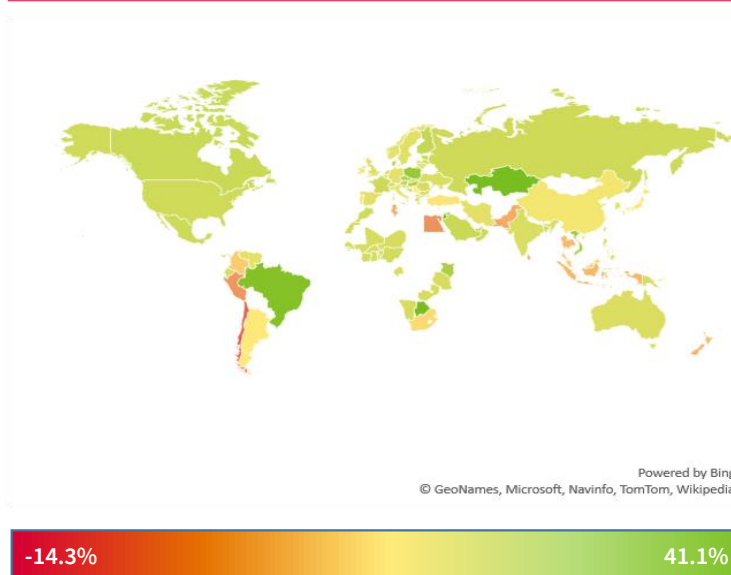 Powered by Bing
© GeoNames, Microsoft, Navinfo, TomTom, Wikipedia
-14.3% 41.1%